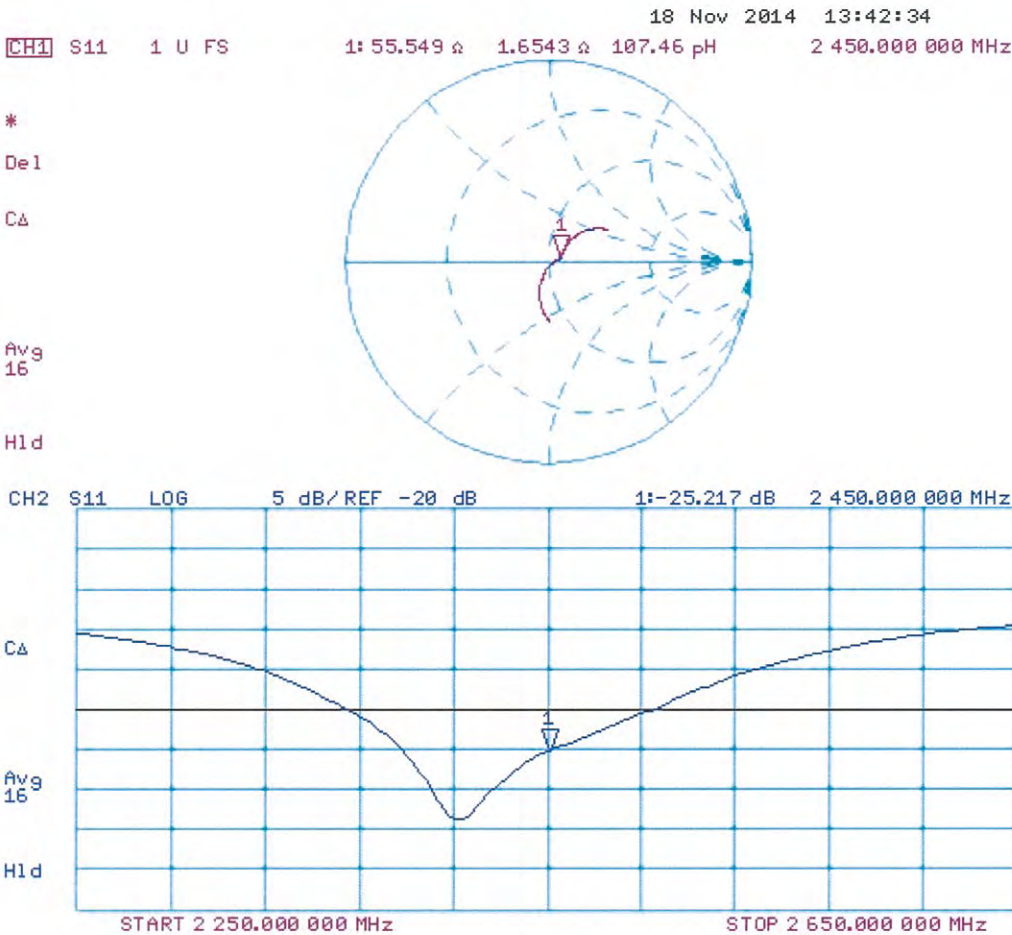 18 Nov 2014 13:42:34
CH1 S11 1 U FS 1: 55.549 Ω 1.6543 Ω 107.46 pH 2 450.000 000 MHz
*
Del
CΔ
1
Avg
16
Hld
CH2 S11 LOG 5 dB/REF -20 dB 1:-25.217 dB 2 450.000 000 MHz
CΔ
1
Avg
16
Hld
START 2 250.000 000 MHz STOP 2 650.000 000 MHz